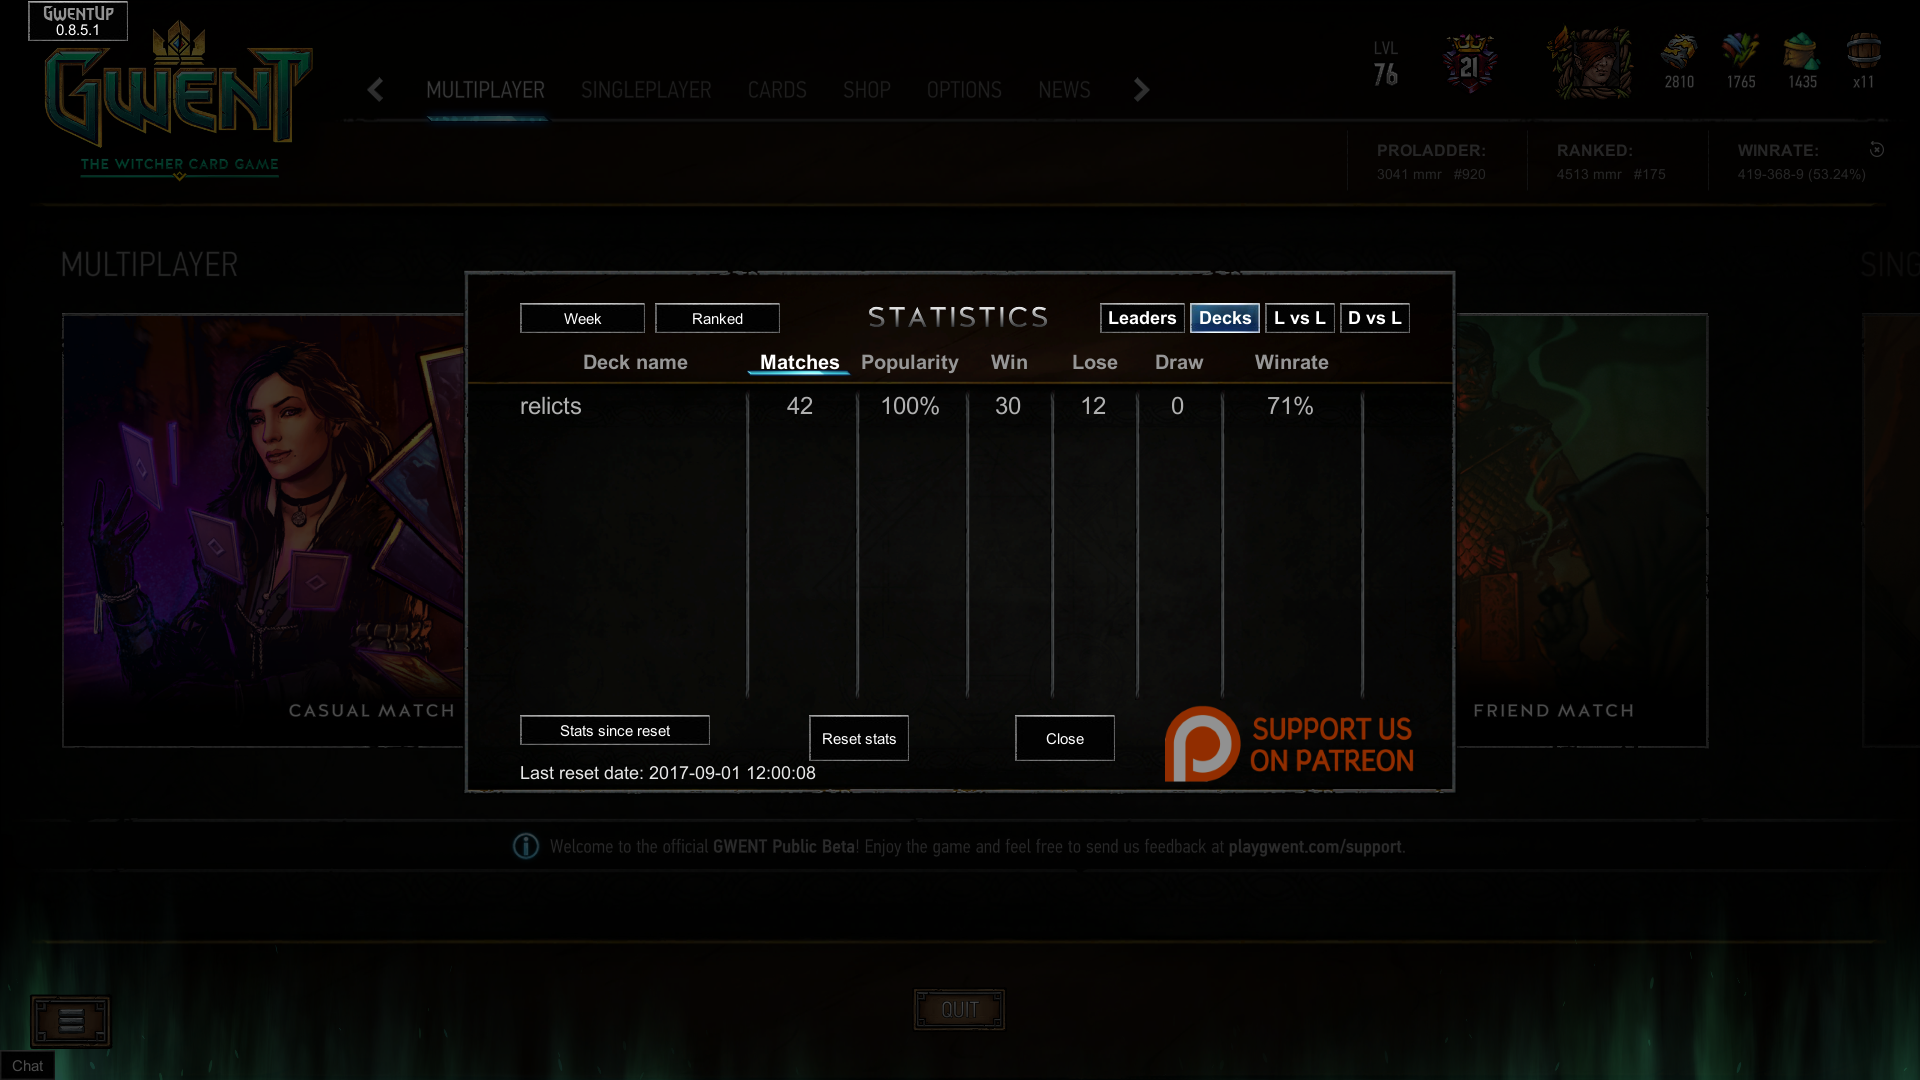 GWENTUP
0.8.5.1
GWENT
THE WITCHER CARD GAME
MULTIPLAYER SINGLEPLAYER CARDS SHOP OPTIONS NEWS
LVL
76
21
2810 1765 1435 x11
PROLADDER: RANKED: WINRATE:
3041 mmr #920 4513 mmr #175 419-368-9 (53.24%)
MULTIPLAYER
SING
Week Ranked STATISTICS Leaders Decks L vs L D vs L
Deck name Matches Popularity Win Lose Draw Winrate
relicts 42 100% 30 12 0 71%
CASUAL MATCH
FRIEND MATCH
Stats since reset Reset stats Close
SUPPORT US
ON PATREON
Last reset date: 2017-09-01 12:00:08
Welcome to the official GWENT Public Beta! Enjoy the game and feel free to send us feedback at playgwent.com/support.
QUIT
Chat